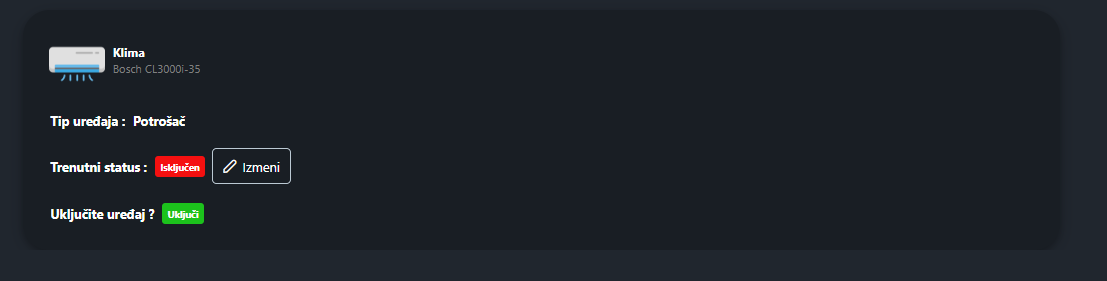 Klima
Bosch CL3000i-35
Tip uređaja : Potrošač
Trenutni status : Isključen Izmeni
Uključite uređaj ? Uključi